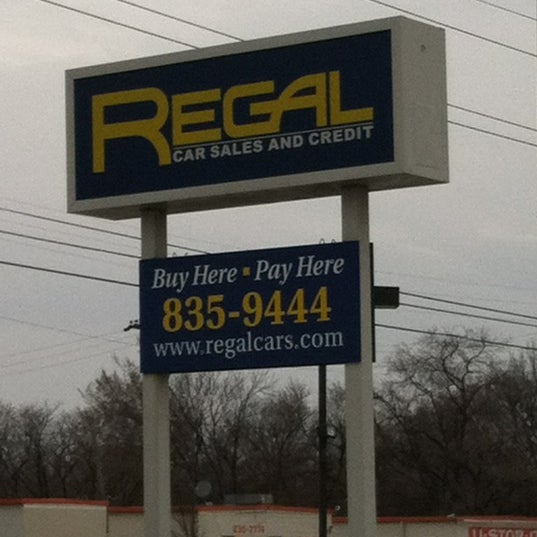 REGAL
CAR SALES AND CREDIT
Buy Here ▪ Pay Here
835-9444
www.regalcars.com